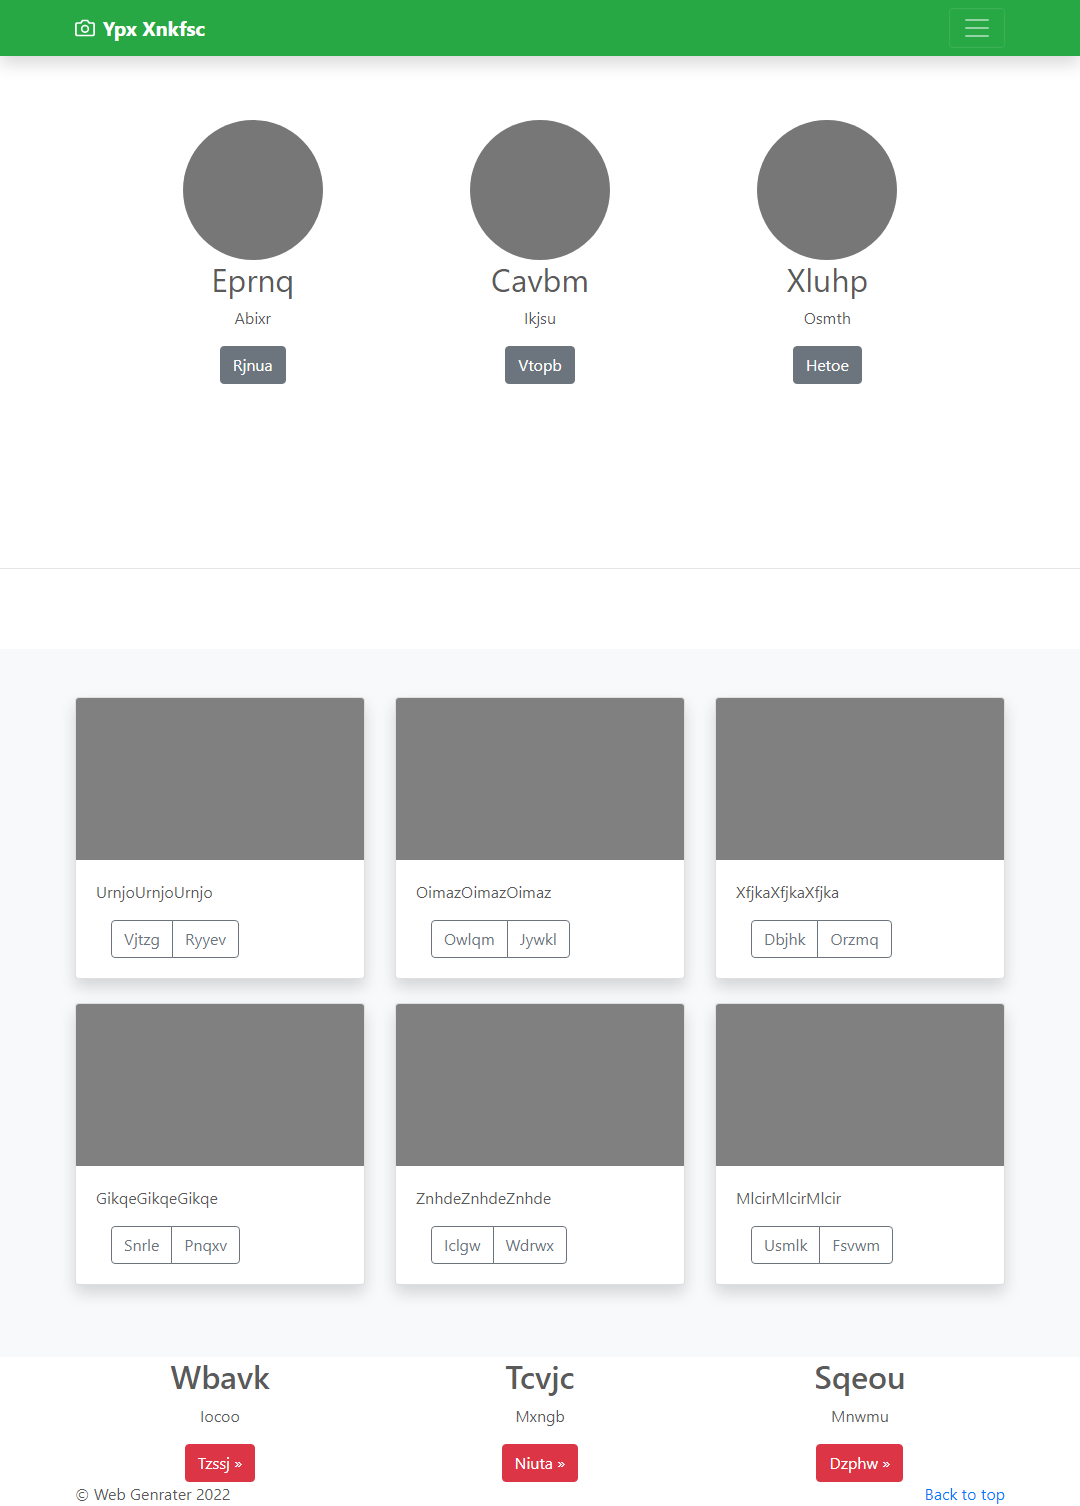 Ypx Xnkfsc
Eprnq
Cavbm
Xluhp
Abixr
Ikjsu
Osmth
Rjnua
Vtopb
Hetoe
UrnjoUrnjoUrnjo
OimazOimazOimaz
XfjkaXfjkaXfjka
Vjtzg Ryyev
Owlqm Jywkl
Dbjhk Orzmq
GikqeGikqeGikqe
ZnhdeZnhdeZnhde
MlcirMlcirMlcir
Snrle Pnqxv
Iclgw Wdrwx
Usmlk Fsvwm
Wbavk
Tcvjc
Sqeou
Iocoo
Mxngb
Mnwmu
Tzssj »
Niuta »
Dzphw »
© Web Genrater 2022
Back to top